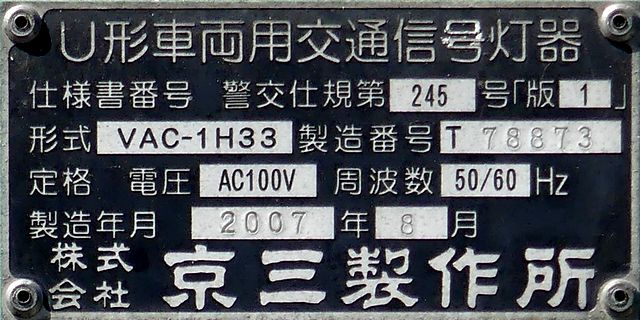 U形車両用交通信号灯器
仕様書番号 警交仕規第 245 号「版 1 」
形式 VAC-1H33 製造番号 T 78873
定格 電圧 AC100V 周波数 50/60 Hz
製造年月 2007 年 8 月
株式会社 京三製作所